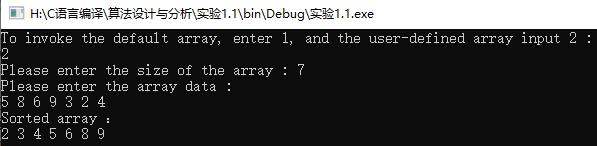 H:\C语言编译\算法设计与分析\实验1.1\bin\Debug\实验1.1.exe
To invoke the default array, enter 1, and the user-defined array input 2 :
2
Please enter the size of the array : 7
Please enter the array data :
5 8 6 9 3 2 4
Sorted array ：
2 3 4 5 6 8 9